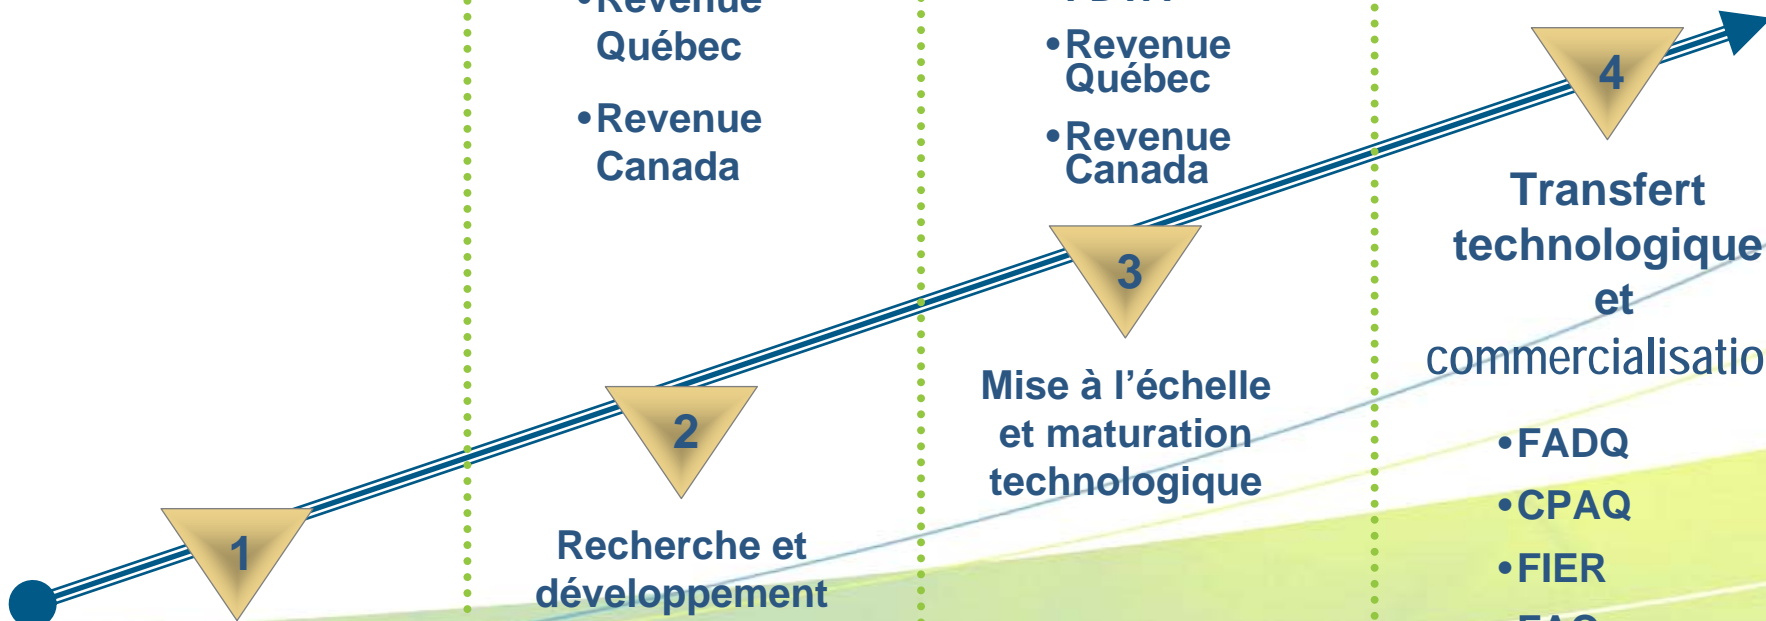 •Revenue
Québec
•Revenue
Canada
•Revenue
Québec
•Revenue
Canada
4
Transfert
technologique
et
commercialisatio
•FADQ
•CPAQ
•FIER
3
Mise à l’échelle
et maturation
technologique
2
Recherche et
développement
1